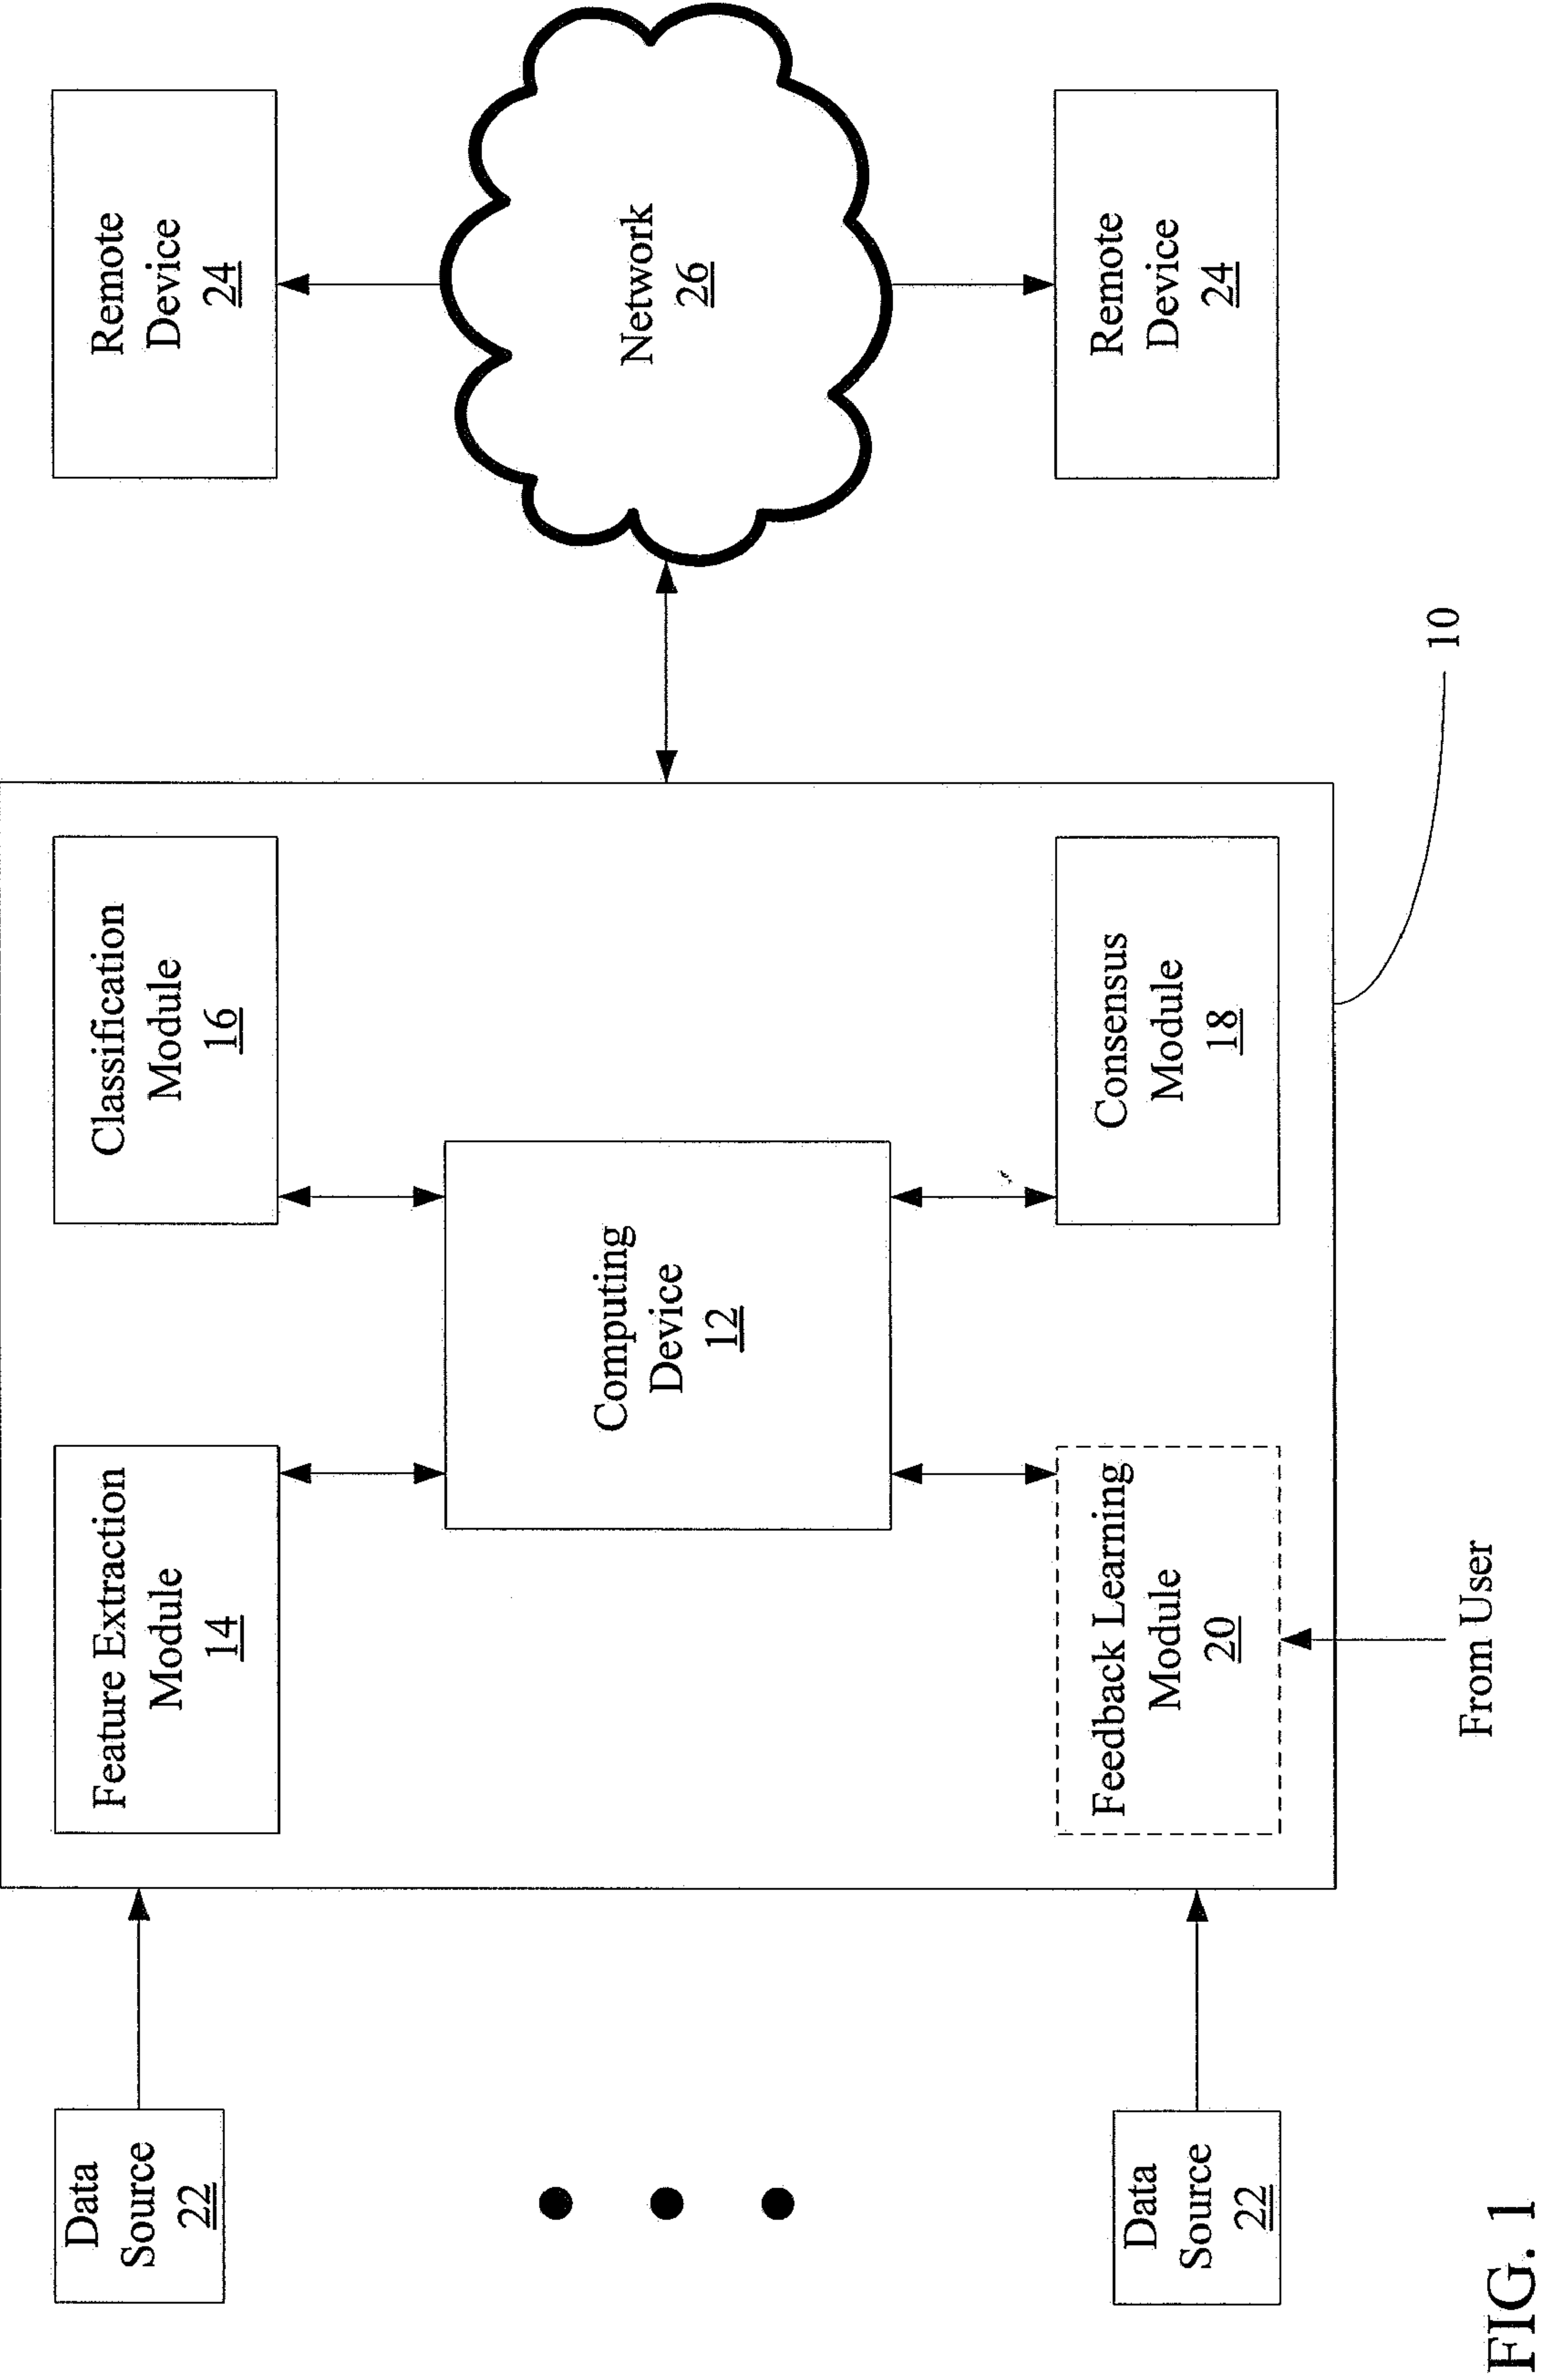 Data
Source
22
Data
Source
22
Feature Extraction
Module
14
Classification
Module
16
Computing
Device
12
Feedback Learning
Module
20
Consensus
Module
18
From User
10
Remote
Device
24
Network
26
Remote
Device
24
FIG. 1